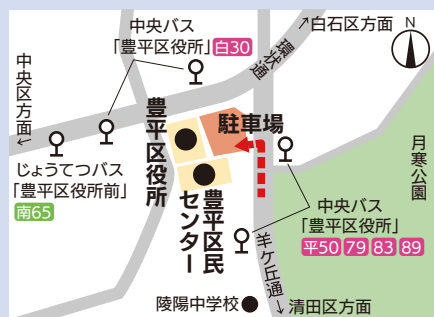 中央バス
「豊平区役所」白30
↗白石区方面
N
環状通
中央区方面
↓
豊平区役所
駐車場
じょうてつバス
「豊平区役所前」
南65
豊平区民
センター
月寒公園
中央バス
「豊平区役所」
平50 79 83 89
羊ケ丘通
陵陽中学校●
↓清田区方面